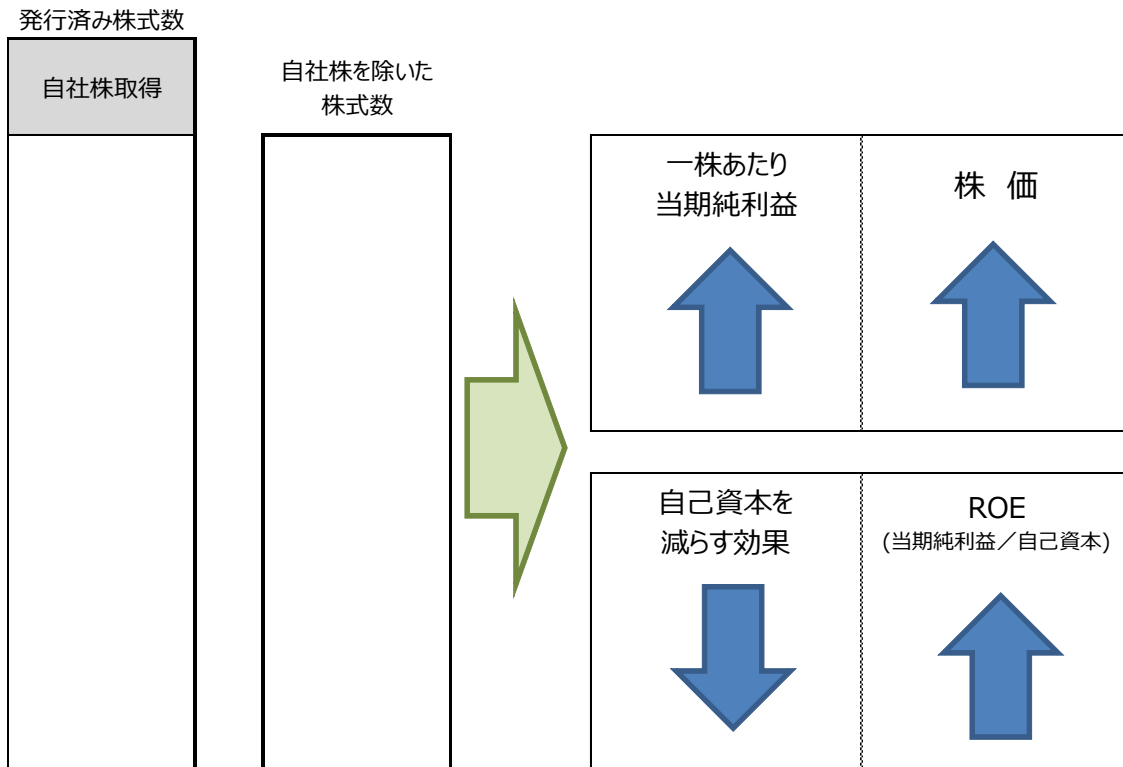 発行済み株式数
自社株取得
自社株を除いた
株式数
一株あたり
当期純利益
株 価
自己資本を
減らす効果
ROE
(当期純利益／自己資本)